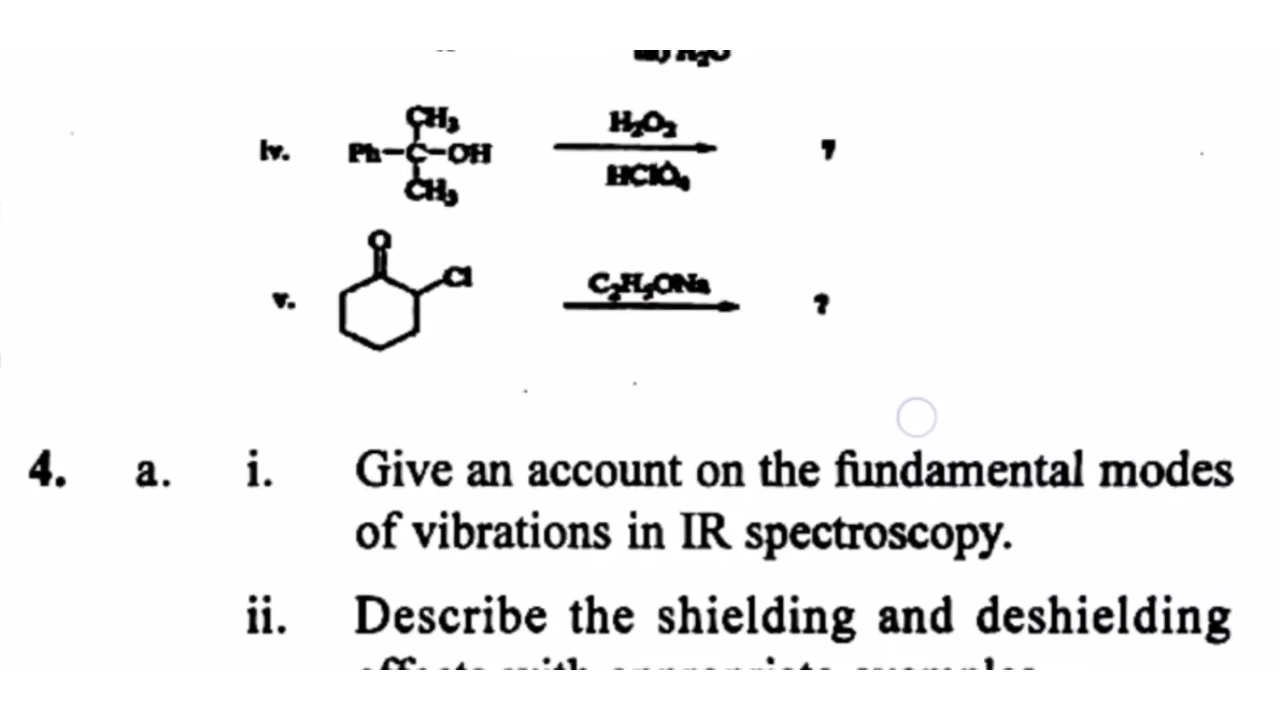 iv. Ph-C-OH CH₃ CH₃ H₂O₂ HClO₄ ?
v. O Cl C₂H₅ONa ?
4. a. i. Give an account on the fundamental modes
of vibrations in IR spectroscopy.
ii. Describe the shielding and deshielding